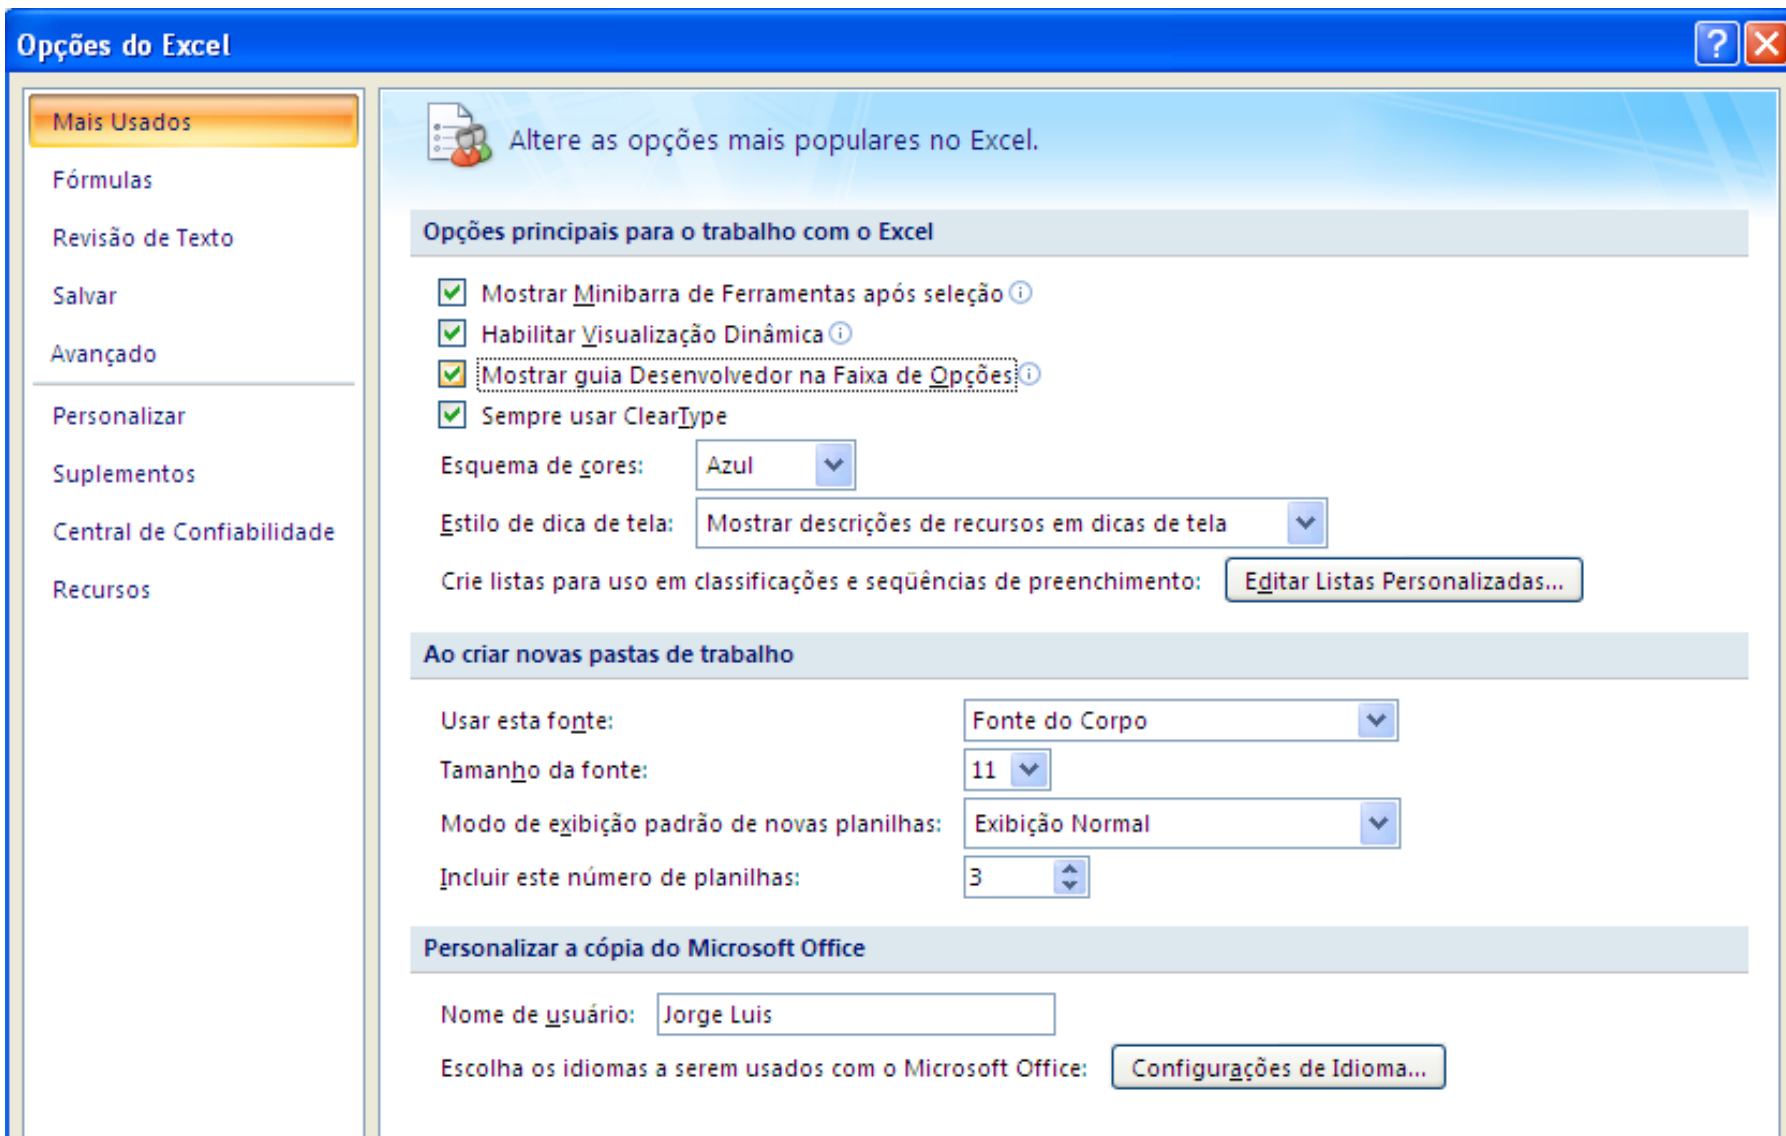 Opções do Excel
Mais Usados
Fórmulas
Revisão de Texto
Salvar
Avançado
Personalizar
Suplementos
Central de Confiabilidade
Recursos
Altere as opções mais populares no Excel.
Opções principais para o trabalho com o Excel
Mostrar Minibarra de Ferramentas após seleção
Habilitar Visualização Dinâmica
Mostrar guia Desenvolvedor na Faixa de Opções
Sempre usar ClearType
Esquema de cores: Azul
Estilo de dica de tela: Mostrar descrições de recursos em dicas de tela
Crie listas para uso em classificações e seqüências de preenchimento: Editar Listas Personalizadas...
Ao criar novas pastas de trabalho
Usar esta fonte: Fonte do Corpo
Tamanho da fonte: 11
Modo de exibição padrão de novas planilhas: Exibição Normal
Incluir este número de planilhas: 3
Personalizar a cópia do Microsoft Office
Nome de usuário: Jorge Luis
Escolha os idiomas a serem usados com o Microsoft Office: Configurações de Idioma...